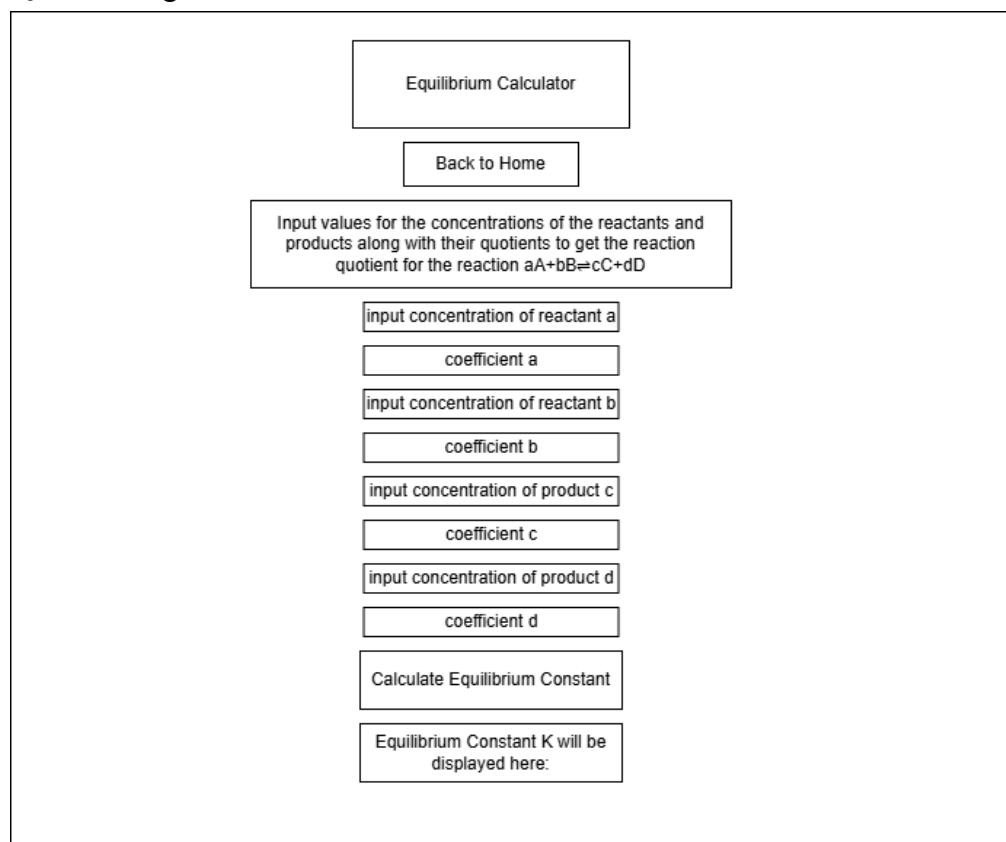 Equilibrium Calculator
Back to Home
Input values for the concentrations of the reactants and
products along with their quotients to get the reaction
quotient for the reaction aA+bB⇌cC+dD
input concentration of reactant a
coefficient a
input concentration of reactant b
coefficient b
input concentration of product c
coefficient c
input concentration of product d
coefficient d
Calculate Equilibrium Constant
Equilibrium Constant K will be
displayed here: